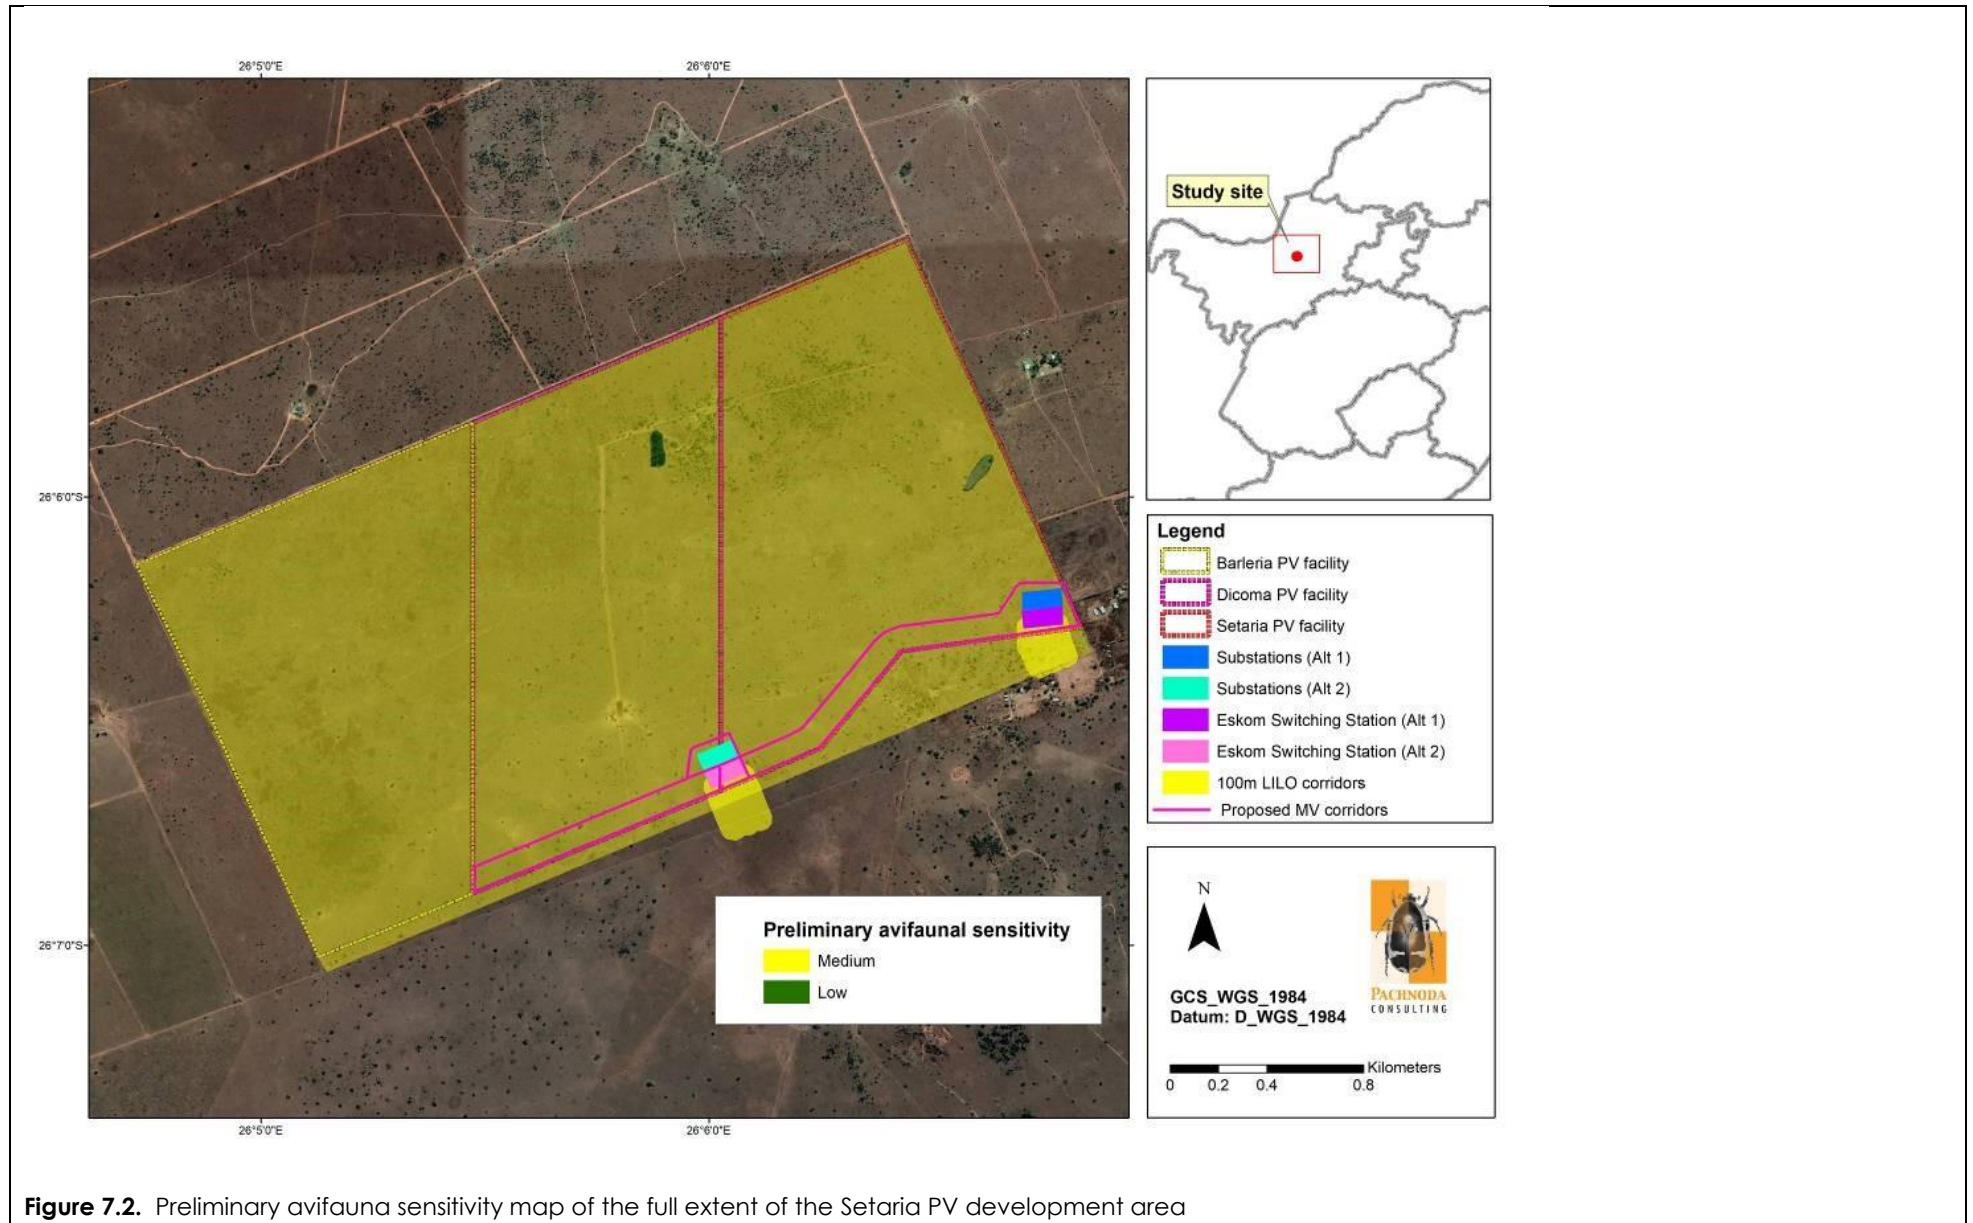 26°5'0"E
26°6'0"E
26°6'0"S
26°7'0"S
26°5'0"E
26°6'0"E
Preliminary avifaunal sensitivity
Medium
Low
Study site
Legend
Barleria PV facility
Dicoma PV facility
Setaria PV facility
Substations (Alt 1)
Substations (Alt 2)
Eskom Switching Station (Alt 1)
Eskom Switching Station (Alt 2)
100m LILO corridors
Proposed MV corridors
N
PACHNODA
CONSULTING
GCS_WGS_1984
Datum: D_WGS_1984
Kilometers
0 0.2 0.4 0.8
Figure 7.2. Preliminary avifauna sensitivity map of the full extent of the Setaria PV development area